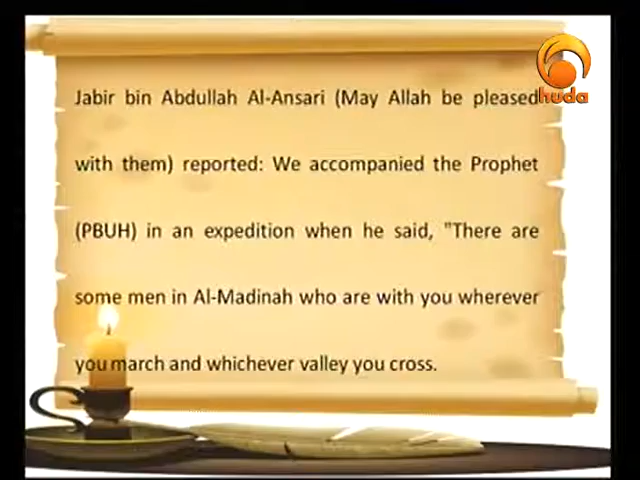 huda
Jabir bin Abdullah Al-Ansari (May Allah be pleased
with them) reported: We accompanied the Prophet
(PBUH) in an expedition when he said, "There are
some men in Al-Madinah who are with you wherever
you march and whichever valley you cross.